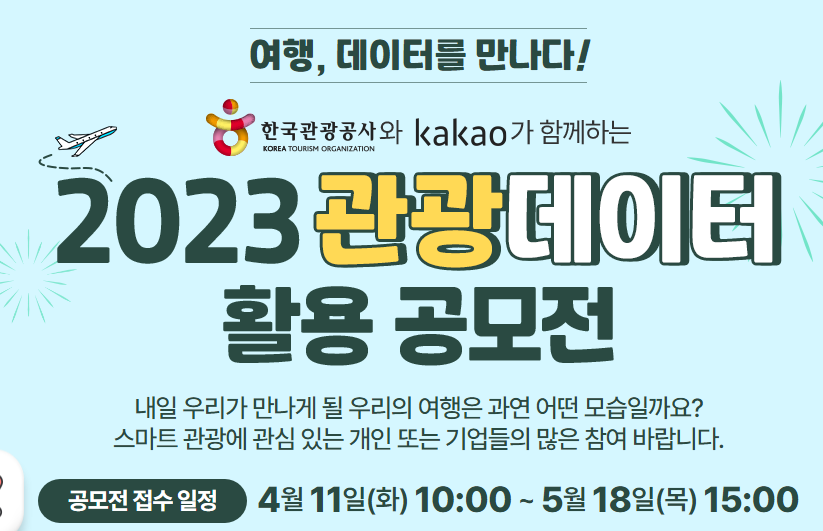 여행, 데이터를 만나다!
한국관광공사와 kakao가 함께하는
KOREA TOURISM ORGANIZATION
2023 관광데이터
활용 공모전
내일 우리가 만나게 될 우리의 여행은 과연 어떤 모습일까요?
스마트 관광에 관심 있는 개인 또는 기업들의 많은 참여 바랍니다.
공모전 접수 일정 4월 11일(화) 10:00 ~ 5월 18일(목) 15:00